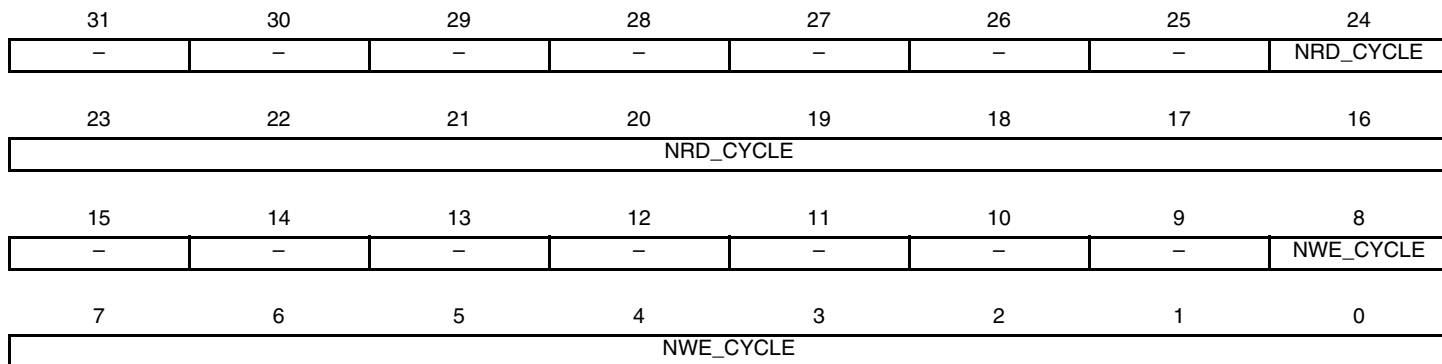 31 30 29 28 27 26 25 24
– – – – – – – NRD_CYCLE
23 22 21 20 19 18 17 16
NRD_CYCLE
15 14 13 12 11 10 9 8
– – – – – – – NWE_CYCLE
7 6 5 4 3 2 1 0
NWE_CYCLE